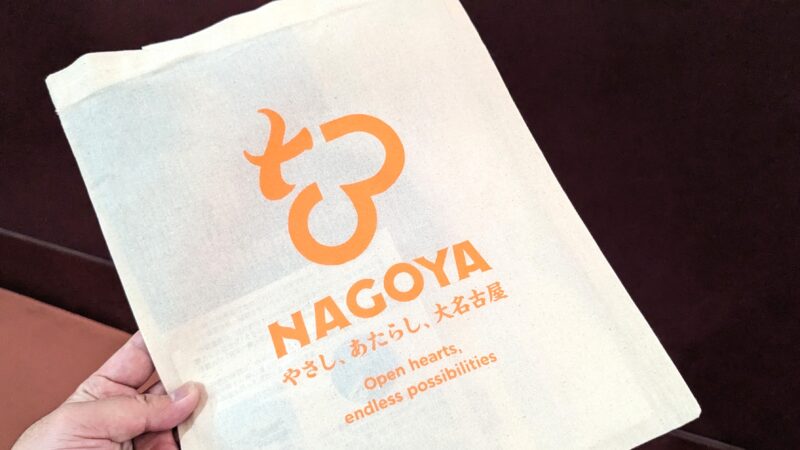 NAGOYA
やさし、あたらし、大名古屋
Open hearts,
endless possibilities